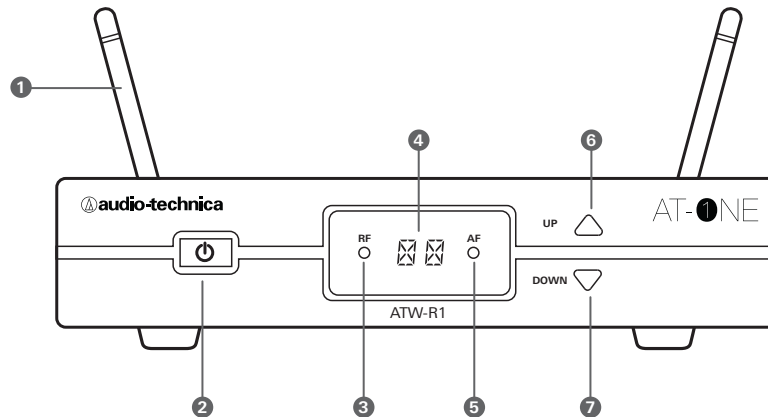 1
4
6
audio-technica
AT-1NE
UP
RF
AF
DOWN
ATW-R1
2
3
5
7